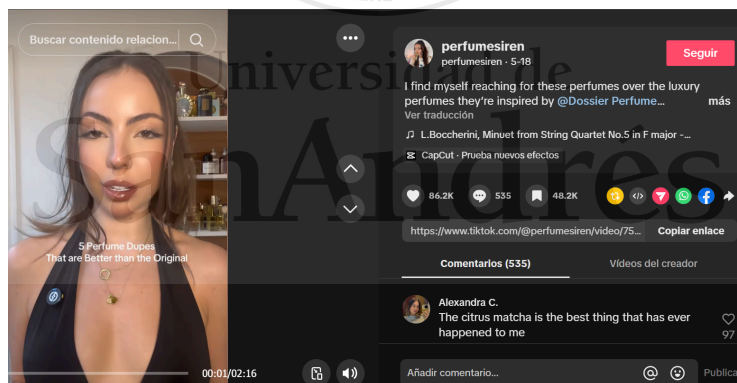 Buscar contenido relacion...
5 Perfume Dupes
That are Better than the Original
00:01/02:16
perfumesiren
perfumesiren · 5-18
Seguir
I find myself reaching for these perfumes over the luxury
perfumes they're inspired by @Dossier Perfume... más
Ver traducción
L.Boccherini, Minuet from String Quartet No.5 in F major -...
CapCut · Prueba nuevos efectos
86.2K 535 48.2K
https://www.tiktok.com/@perfumesiren/video/75... Copiar enlace
Comentarios (535) Vídeos del creador
Alexandra C.
The citrus matcha is the best thing that has ever
happened to me
97
Añadir comentario... Publica
Universidad de
SanAndrés